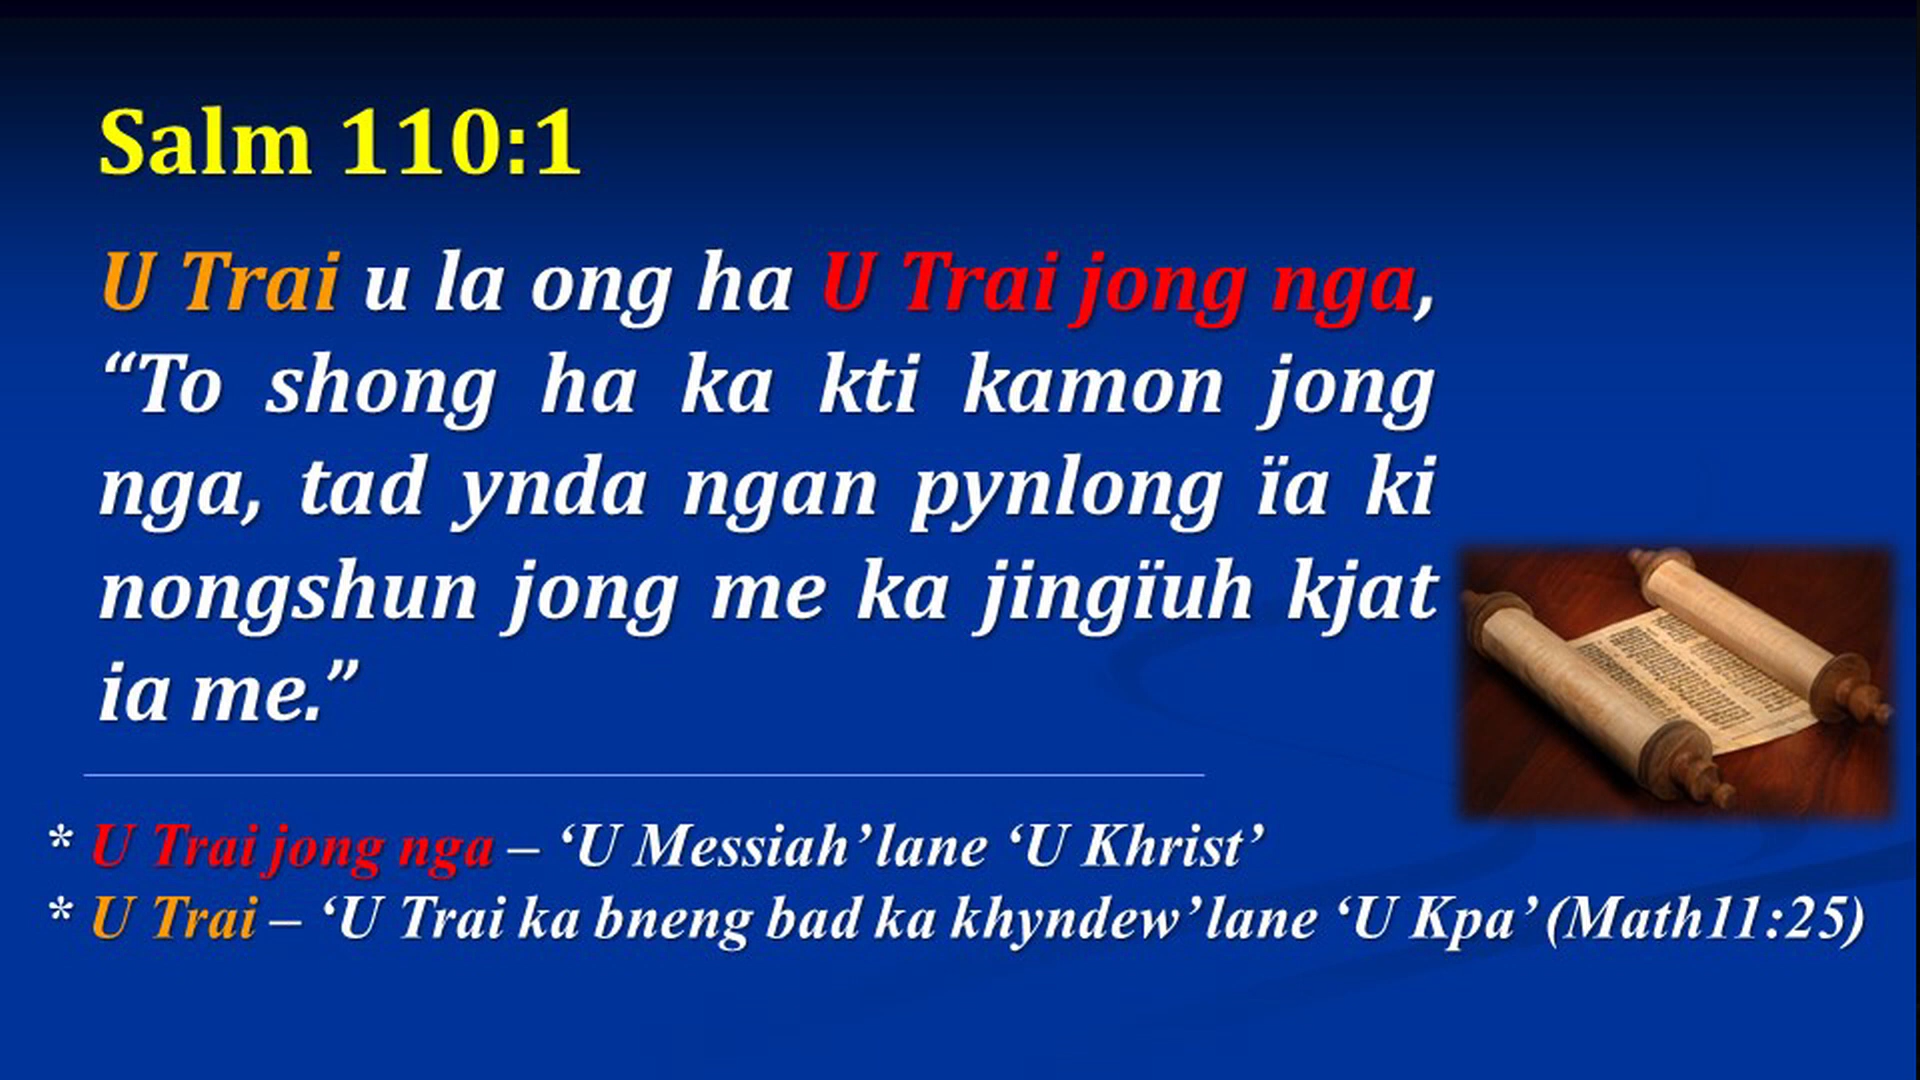 Salm 110:1
U Trai u la ong ha U Trai jong nga,
“To shong ha ka kti kamon jong
nga, tad ynda ngan pynlong ïa ki
nongshun jong me ka jingïuh kjat
ia me.”
* U Trai jong nga – ‘U Messiah’ lane ‘U Khrist’
* U Trai – ‘U Trai ka bneng bad ka khyndew’ lane ‘U Kpa’ (Math11:25)